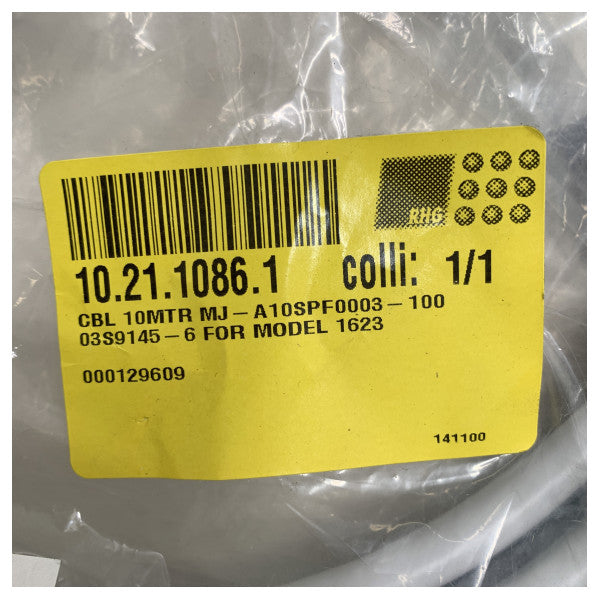 RHG
10.21.1086.1 colli: 1/1
CBL 10MTR MJ-A10SPF0003-100
03S9145-6 FOR MODEL 1623
000129609
141100